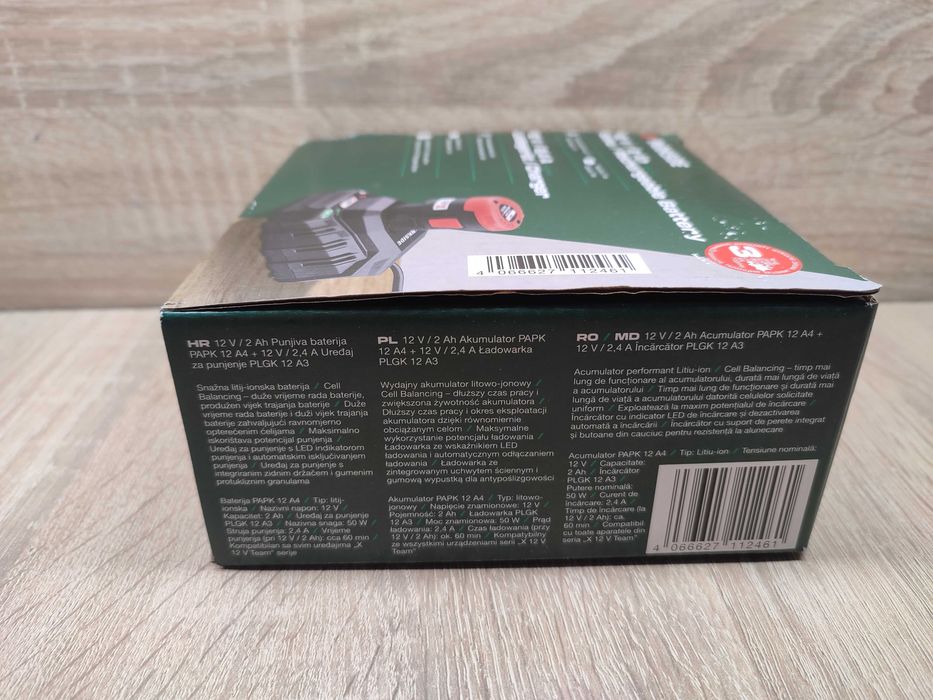 Rechargeable Battery
Charger
PARKSIDE
3
4 066627 112461
HR 12 V / 2 Ah Punjiva baterija
PAPK 12 A4 + 12 V / 2,4 A Uređaj
za punjenje PLGK 12 A3
Snažna litij-ionska baterija / Cell
Balancing – duže vrijeme rada baterije,
produžen vijek trajanja baterije / Duže
vrijeme rada baterije i duži vijek trajanja
baterije zahvaljujući ravnomjerno
opterećenim ćelijama / Maksimalno
iskorištava potencijal punjenja /
Uređaj za punjenje s LED indikatorom
punjenja i automatskim isključivanjem
punjenja / Uređaj za punjenje s
integriranim zidnim držačem i gumenim
protukliznim granulama
Baterija PAPK 12 A4 / Tip: litij-
ionska / Nazivni napon: 12 V /
Kapacitet: 2 Ah / Uređaj za punjenje
PLGK 12 A3 / Nazivna snaga: 50 W /
Struja punjenja: 2,4 A / Vrijeme
punjenja (pri 12 V / 2 Ah): cca 60 min /
Kompatibilan sa svim uređajima „X
12 V Team" serije
PL 12 V / 2 Ah Akumulator PAPK
12 A4 + 12 V / 2,4 A Ładowarka
PLGK 12 A3
Wydajny akumulator litowo-jonowy /
Cell Balancing – dłuższy czas pracy i
zwiększona żywotność akumulatora /
Dłuższy czas pracy i okres eksploatacji
akumulatora dzięki równomiernie
obciążanym celom / Maksymalne
wykorzystanie potencjału ładowania /
Ładowarka ze wskaźnikiem LED
ładowania i automatycznym odłączaniem
ładowania / Ładowarka ze
zintegrowanym uchwytem ściennym i
gumową wypustką dla antypoślizgowości
Akumulator PAPK 12 A4 / Typ: litowo-
jonowy / Napięcie znamionowe: 12 V /
Pojemność: 2 Ah / Ładowarka PLGK
12 A3 / Moc znamionowa: 50 W / Prąd
ładowania: 2,4 A / Czas ładowania (przy
12 V / 2 Ah): ok. 60 min / Kompatybilny
ze wszystkimi urządzeniami serii „X 12 V
Team"
RO / MD 12 V / 2 Ah Acumulator PAPK 12 A4 +
12 V / 2,4 A Încărcător PLGK 12 A3
Acumulator performant Litiu-ion / Cell Balancing – timp mai
lung de funcționare al acumulatorului, durată mai lungă de viață
a acumulatorului / Timp mai lung de funcționare și durată mai
lungă de viață a acumulatorului datorită celulelor solicitate
uniform / Exploatează la maxim potențialul de încărcare /
Încărcător cu indicator LED de încărcare și dezactivarea
automată a încărcării / Încărcător cu suport de perete integrat
și butoane din cauciuc pentru rezistență la alunecare
Acumulator PAPK 12 A4 / Tip: Litiu-ion / Tensiune nominală:
12 V / Capacitate:
2 Ah / Încărcător
PLGK 12 A3 /
Putere nominală:
50 W / Curent de
încărcare: 2,4 A /
Timp de încărcare (la
12 V / 2 Ah): ca.
60 min / Compatibil
cu toate aparatele din
seria „X 12 V Team"
4 066627 112461